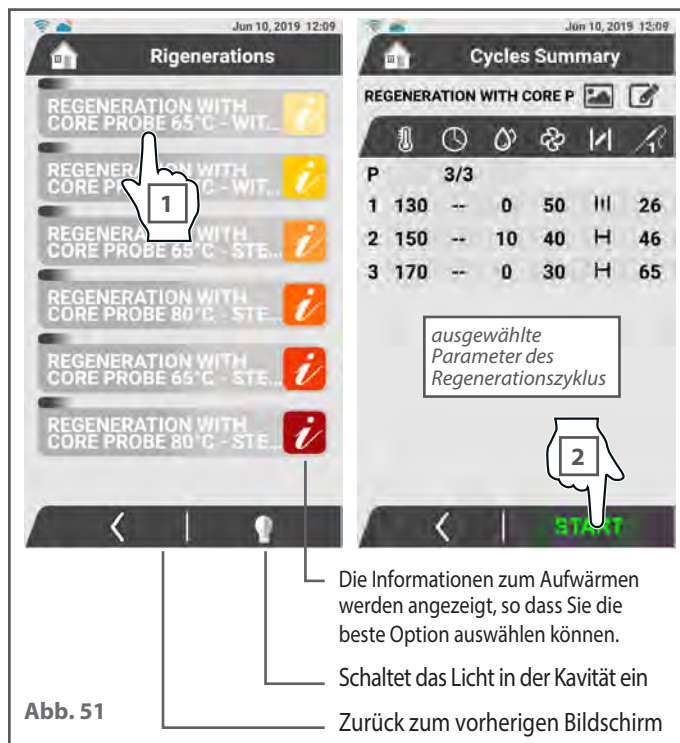 Jun 10, 2019 12:09
Rigenerations
REGENERATION WITH
CORE PROBE 65°C - WIT...
REGENERATION WITH
CORE P 65°C - WIT...
REGENERATION WITH
CORE PROBE 65°C - STE...
REGENERATION WITH
CORE PROBE 80°C - STE...
REGENERATION WITH
CORE PROBE 65°C - STE...
REGENERATION WITH
CORE PROBE 80°C - STE...
1
Jun 10, 2019 12:09
Cycles Summary
REGENERATION WITH CORE P
1
P 3/3
1 130 -- 0 50 26
2 150 -- 10 40 46
3 170 -- 0 30 65
ausgewählte
Parameter des
Regenerationszyklus
2
START
Die Informationen zum Aufwärmen
werden angezeigt, so dass Sie die
beste Option auswählen können.
Schaltet das Licht in der Kavität ein
Zurück zum vorherigen Bildschirm
Abb. 51